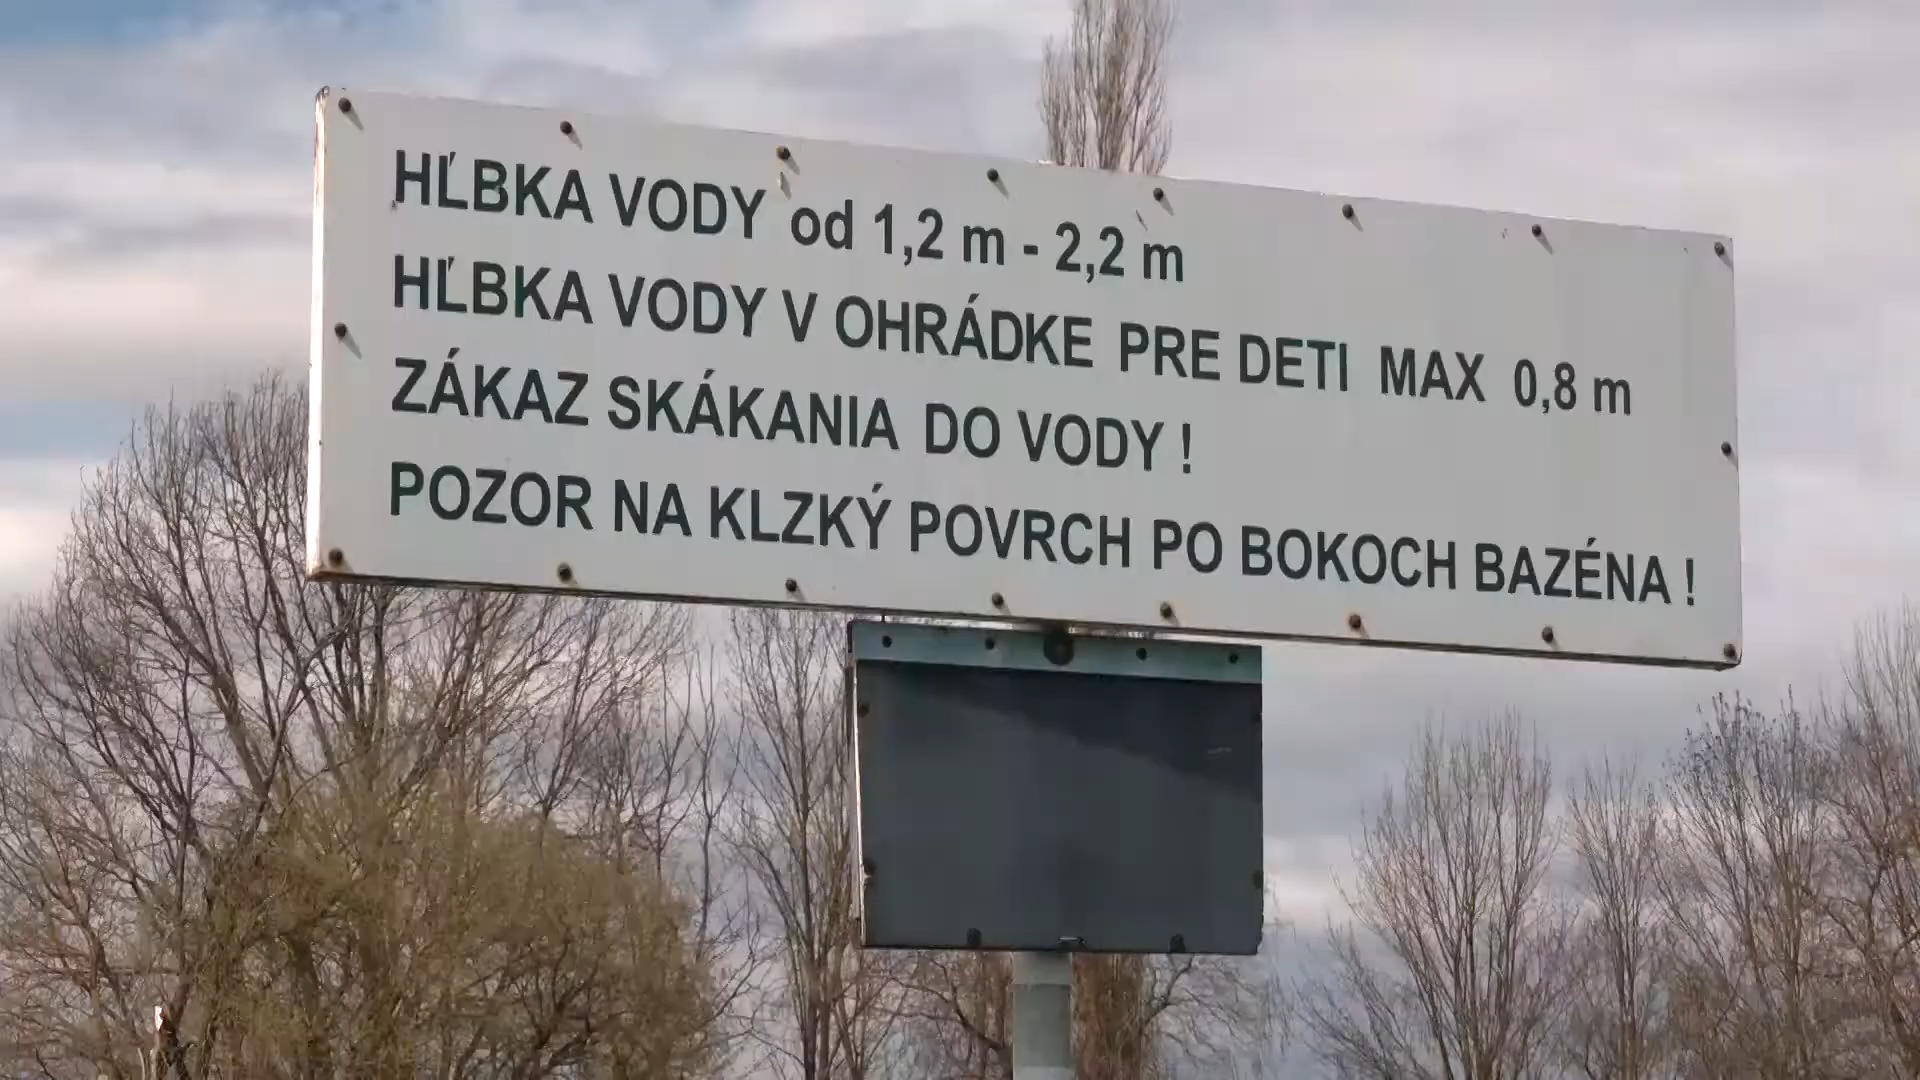 HĽBKA VODY od 1,2 m - 2,2 m
HĽBKA VODY V OHRÁDKE PRE DETI MAX 0,8 m
ZÁKAZ SKÁKANIA DO VODY !
POZOR NA KLZKÝ POVRCH PO BOKOCH BAZÉNA !